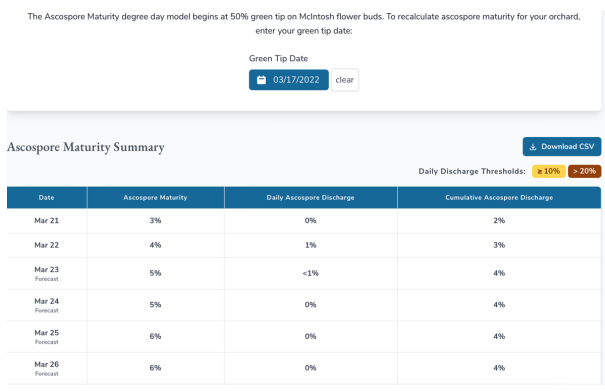 The Ascospore Maturity degree day model begins at 50% green tip on McIntosh flower buds. To recalculate ascospore maturity for your orchard,
enter your green tip date:
Green Tip Date
03/17/2022 clear
Ascospore Maturity Summary
Download CSV
Daily Discharge Thresholds: ≥ 10% > 20%
Date Ascospore Maturity Daily Ascospore Discharge Cumulative Ascospore Discharge
Mar 21 3% 0% 2%
Mar 22 4% 1% 3%
Mar 23
Forecast
5% <1% 4%
Mar 24
Forecast
5% 0% 4%
Mar 25
Forecast
6% 0% 4%
Mar 26
Forecast
6% 0% 4%